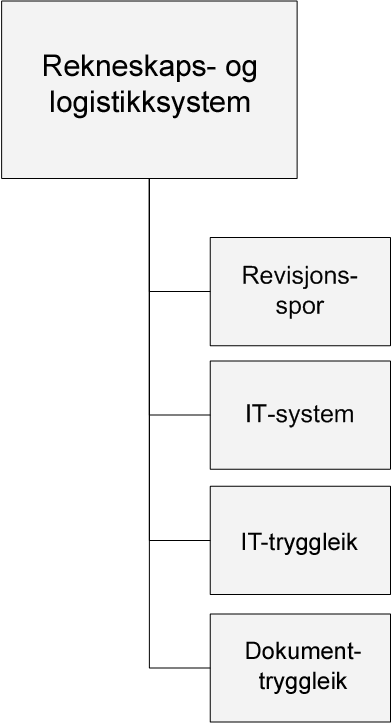 Rekneskaps- og
logistikksystem
Revisjons-
spor
IT-system
IT-tryggleik
Dokument-
tryggleik